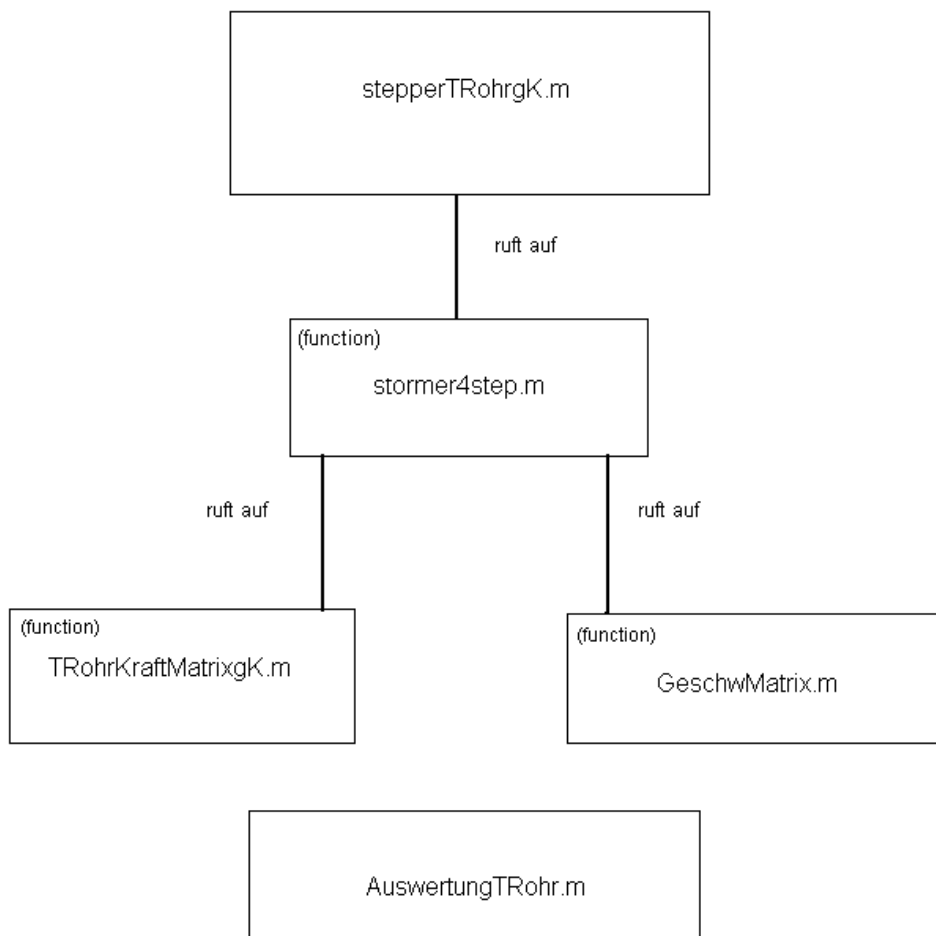 stepperTRohrgK.m
ruft auf
(function)
stormer4step.m
ruft auf
ruft auf
(function)
TRohrKraftMatrixgK.m
(function)
GeschwMatrix.m
AuswertungTRohr.m